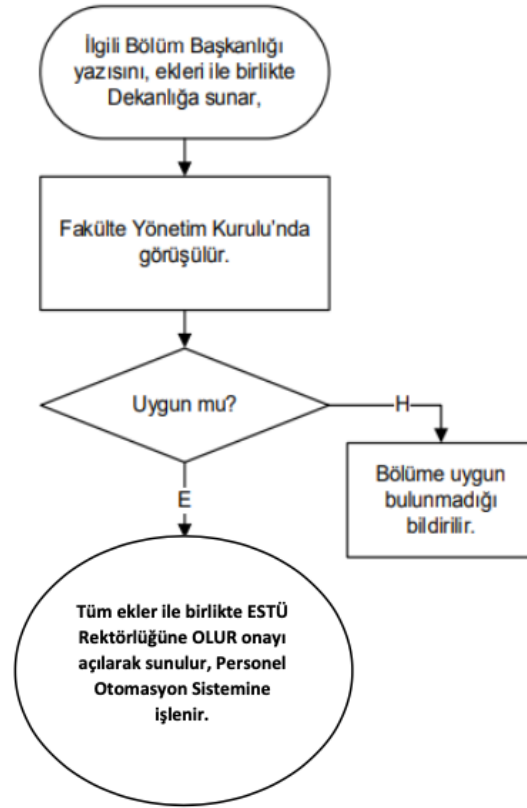 İlgili Bölüm Başkanlığı
yazısını, ekleri ile birlikte
Dekanlığa sunar,
Fakülte Yönetim Kurulu'nda
görüşülür.
Uygun mu?
H
Bölüme uygun
bulunmadığı
bildirilir.
E
Tüm ekler ile birlikte ESTÜ
Rektörlüğüne OLUR onayı
açılarak sunulur, Personel
Otomasyon Sistemine
işlenir.